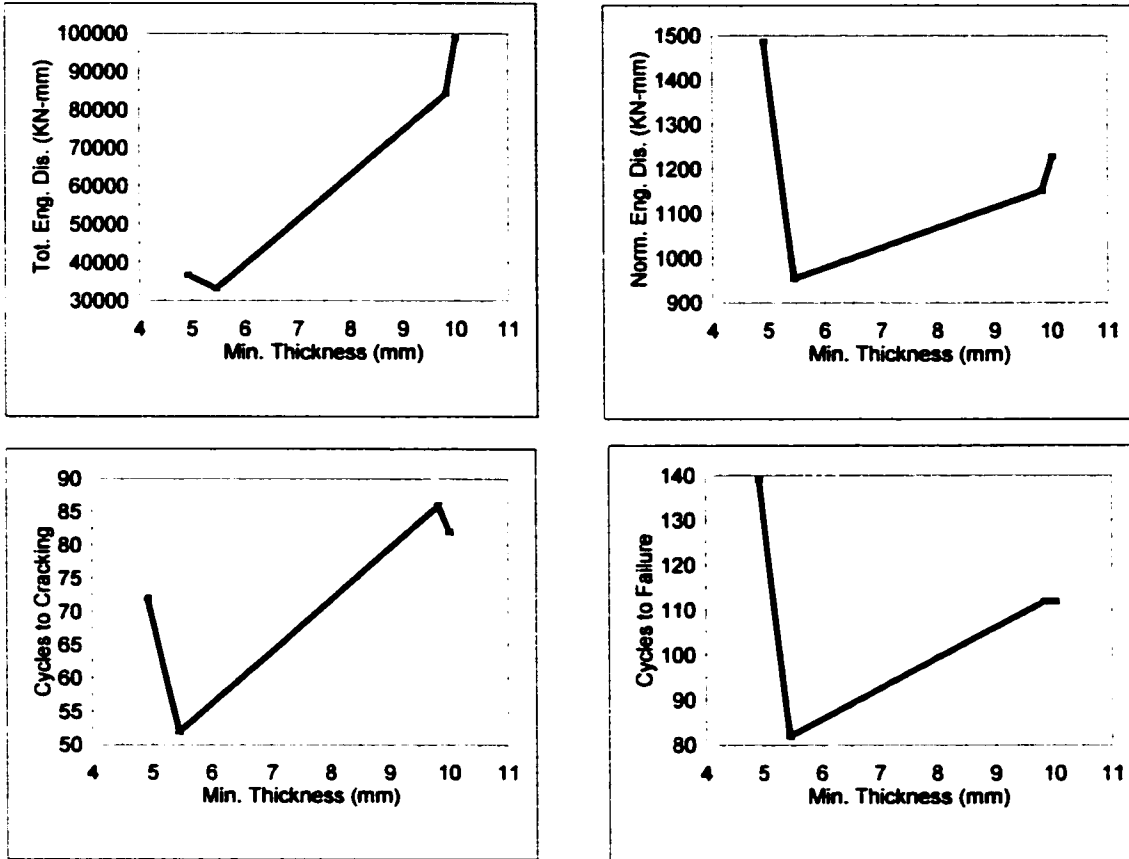 Tot. Eng. Dis. (KN-mm)
100000
90000
80000
70000
60000
50000
40000
30000
4 5 6 7 8 9 10 11
Min. Thickness (mm)
Norm. Eng. Dis. (KN-mm)
1500
1400
1300
1200
1100
1000
900
4 5 6 7 8 9 10 11
Min. Thickness (mm)
Cycles to Cracking
90
85
80
75
70
65
60
55
50
4 5 6 7 8 9 10 11
Min. Thickness (mm)
Cycles to Failure
140
130
120
110
100
90
80
4 5 6 7 8 9 10 11
Min. Thickness (mm)